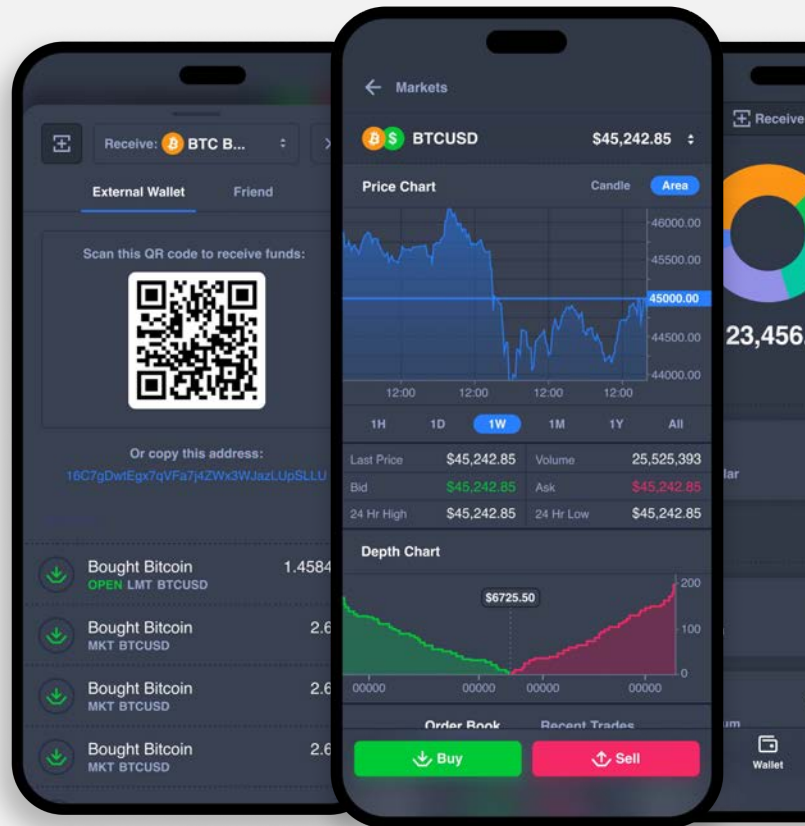 Receive: BTC B...
External Wallet Friend
Scan this QR code to receive funds:
Or copy this address:
16C7gDwtEgx7qVFa7j4ZWx3WJazLUpSLLU
Bought Bitcoin 1.4584
OPEN LMT BTCUSD
Bought Bitcoin 2.6
MKT BTCUSD
Bought Bitcoin 2.6
MKT BTCUSD
Bought Bitcoin 2.6
MKT BTCUSD
Markets
BTCUSD $45,242.85
Price Chart Candle Area
46000.00
45500.00
45000.00
44500.00
44000.00
12:00 12:00 12:00 12:00
1H 1D 1W 1M 1Y All
Last Price $45,242.85 Volume 25,525,393
Bid $45,242.85 Ask $45,242.85
24 Hr High $45,242.85 24 Hr Low $45,242.85
Depth Chart
$6725.50
200
100
0
00000 00000 00000 00000
Order Book Recent Trades
Buy Sell
Receive
23,456.
lar
um
Wallet